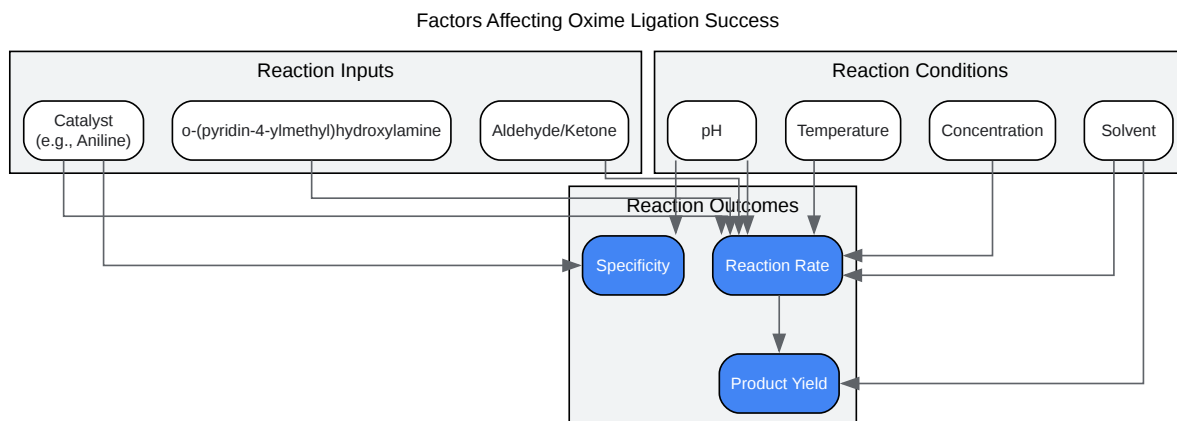 Factors Affecting Oxime Ligation Success
Reaction Inputs
Reaction Conditions
Catalyst
(e.g., Aniline)
o-(pyridin-4-ylmethyl)hydroxylamine
Aldehyde/Ketone
pH
Temperature
Concentration
Solvent
Reaction Outcomes
Specificity
Reaction Rate
Product Yield